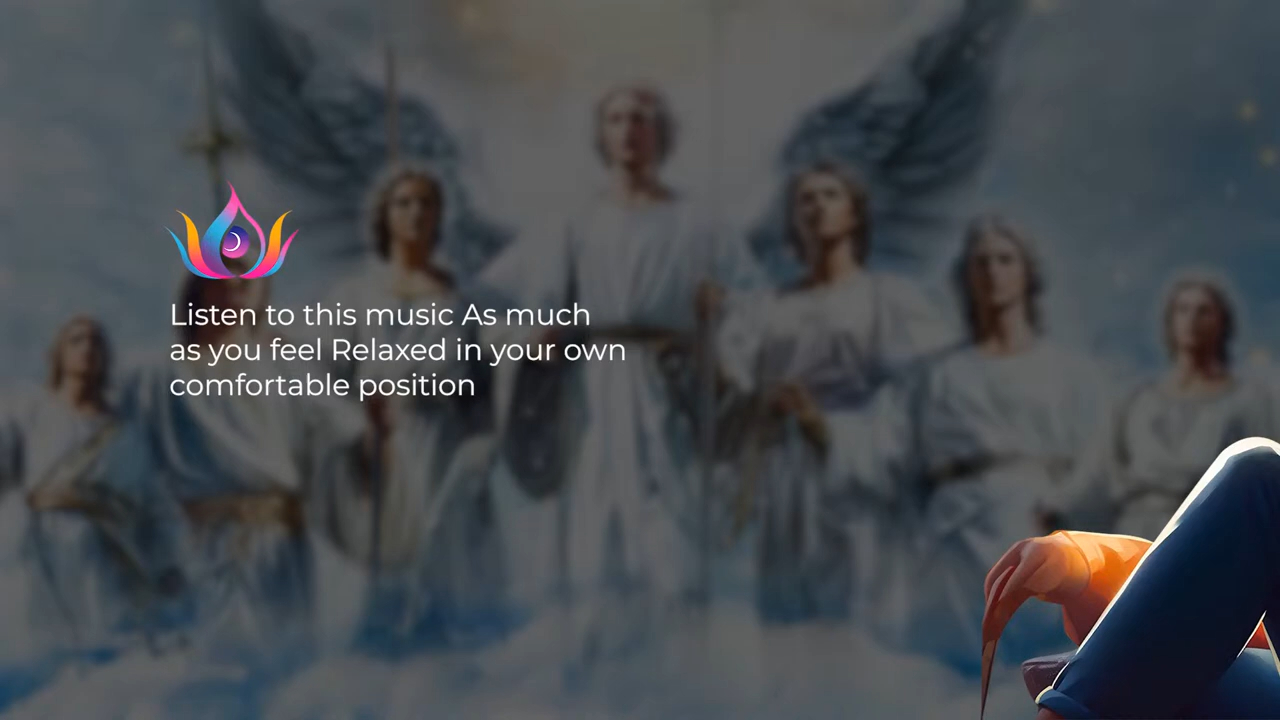 Listen to this music As much
as you feel Relaxed in your own
comfortable position